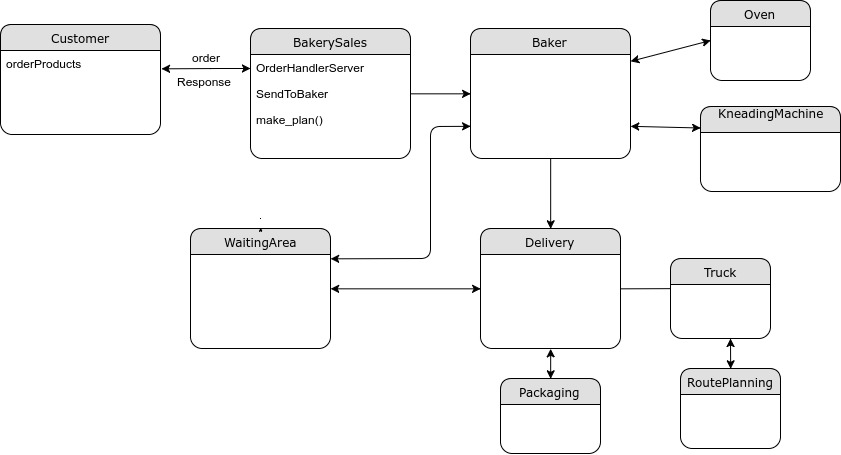 Oven
Customer
BakerySales
Baker
order
orderProducts
OrderHandlerServer
Response
SendToBaker
make_plan()
KneadingMachine
WaitingArea
Delivery
Truck
Packaging
RoutePlanning